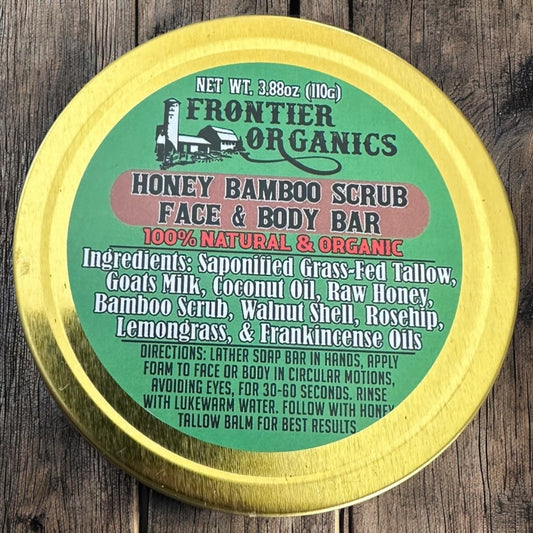 NET WT. 3.88oz (110G)
FRONTIER
ORGANICS
HONEY BAMBOO SCRUB
FACE & BODY BAR
100% NATURAL & ORGANIC
Ingredients: Saponified Grass-Fed Tallow,
Goats Milk, Coconut Oil, Raw Honey,
Bamboo Scrub, Walnut Shell, Rosehip,
Lemongrass, & Frankincense Oils
DIRECTIONS: LATHER SOAP BAR IN HANDS, APPLY
FOAM TO FACE OR BODY IN CIRCULAR MOTIONS,
AVOIDING EYES, FOR 30-60 SECONDS. RINSE
WITH LUKEWARM WATER. FOLLOW WITH HONEY
TALLOW BALM FOR BEST RESULTS